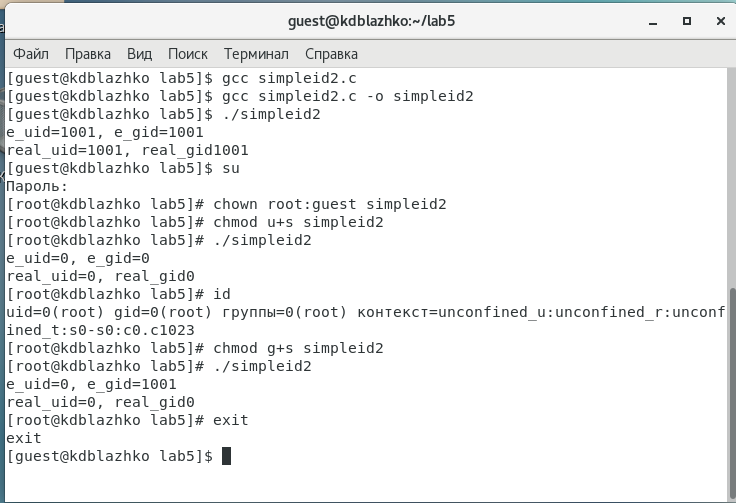 guest@kdblazhko:~/lab5
Файл Правка Вид Поиск Терминал Справка
[guest@kdblazhko lab5]$ gcc simpleid2.c
[guest@kdblazhko lab5]$ gcc simpleid2.c -o simpleid2
[guest@kdblazhko lab5]$ ./simpleid2
e_uid=1001, e_gid=1001
real_uid=1001, real_gid1001
[guest@kdblazhko lab5]$ su
Пароль:
[root@kdblazhko lab5]# chown root:guest simpleid2
[root@kdblazhko lab5]# chmod u+s simpleid2
[root@kdblazhko lab5]# ./simpleid2
e_uid=0, e_gid=0
real_uid=0, real_gid0
[root@kdblazhko lab5]# id
uid=0(root) gid=0(root) группы=0(root) контекст=unconfined_u:unconfined_r:unconf
ined_t:s0-s0:c0.c1023
[root@kdblazhko lab5]# chmod g+s simpleid2
[root@kdblazhko lab5]# ./simpleid2
e_uid=0, e_gid=1001
real_uid=0, real_gid0
[root@kdblazhko lab5]# exit
exit
[guest@kdblazhko lab5]$